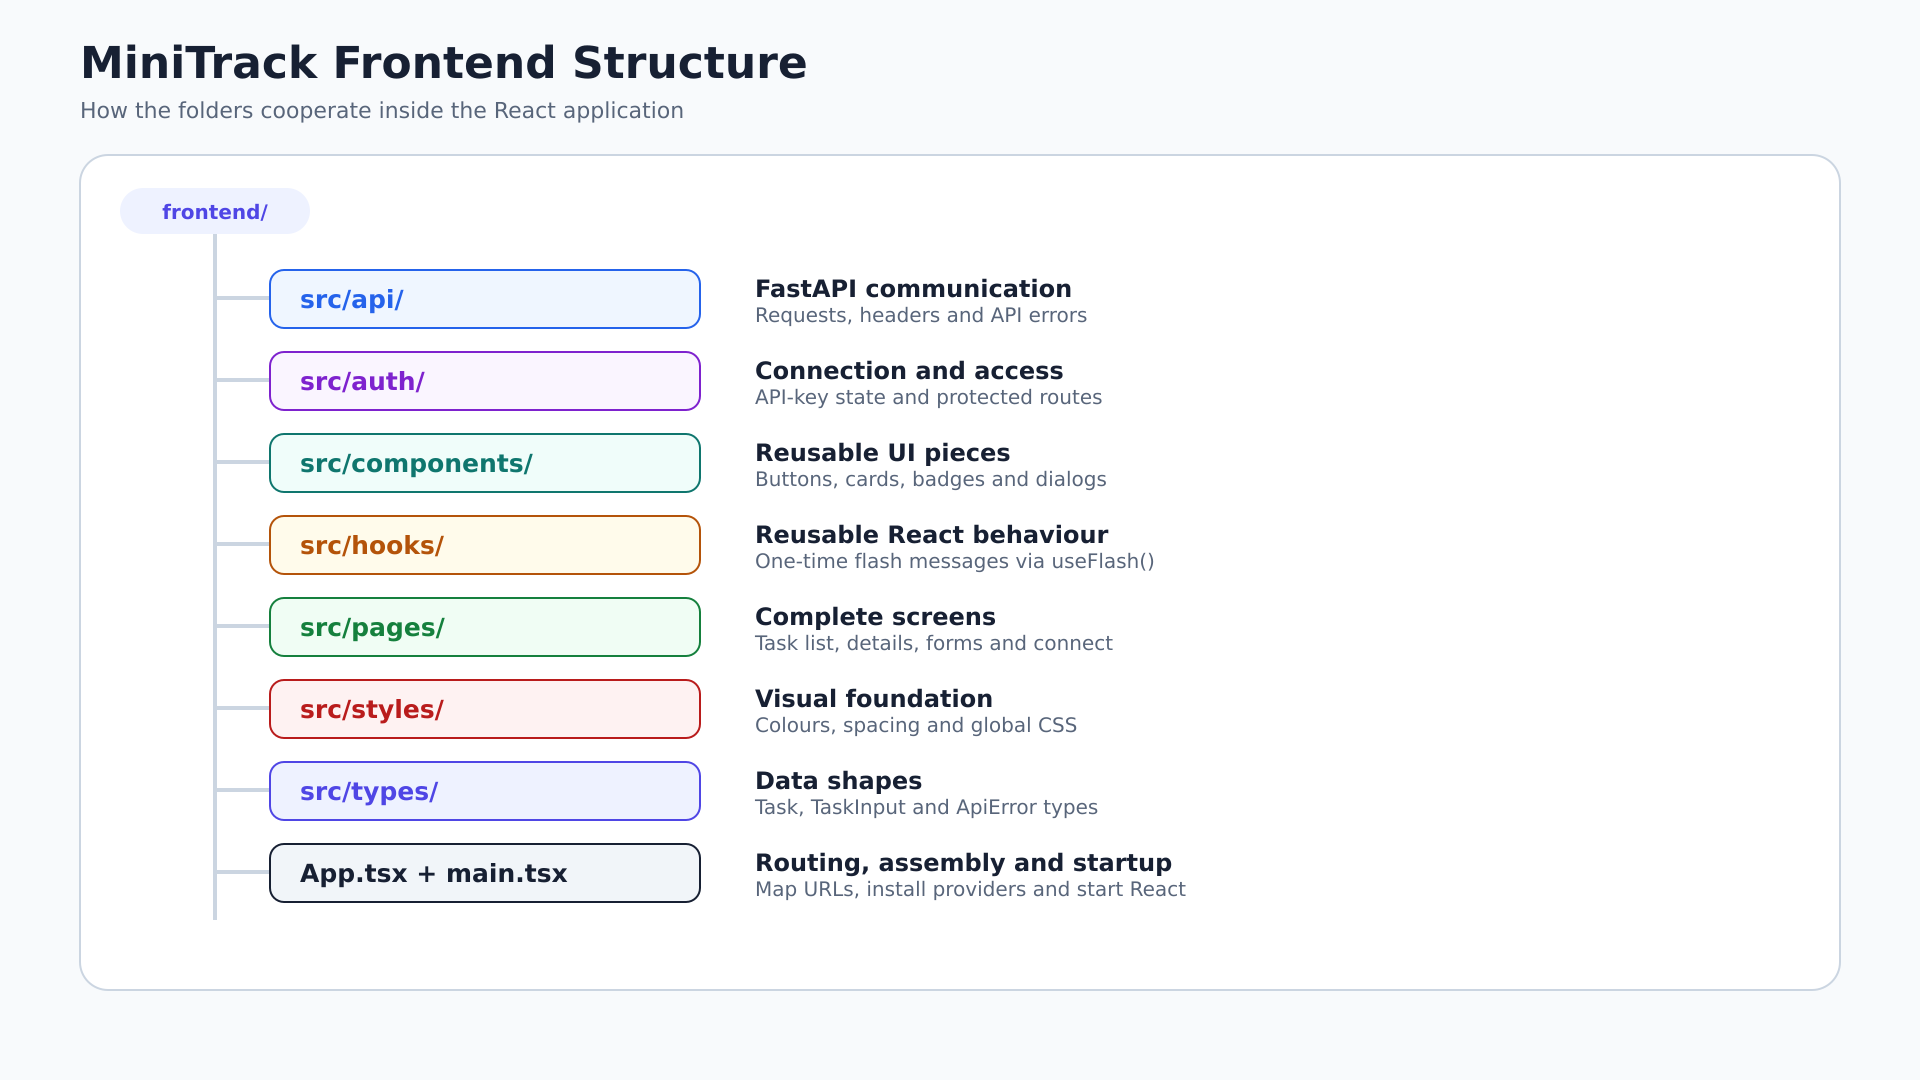 MiniTrack Frontend Structure
How the folders cooperate inside the React application
frontend/
src/api/
FastAPI communication
Requests, headers and API errors
src/auth/
Connection and access
API-key state and protected routes
src/components/
Reusable UI pieces
Buttons, cards, badges and dialogs
src/hooks/
Reusable React behaviour
One-time flash messages via useFlash()
src/pages/
Complete screens
Task list, details, forms and connect
src/styles/
Visual foundation
Colours, spacing and global CSS
src/types/
Data shapes
Task, TaskInput and ApiError types
App.tsx + main.tsx
Routing, assembly and startup
Map URLs, install providers and start React